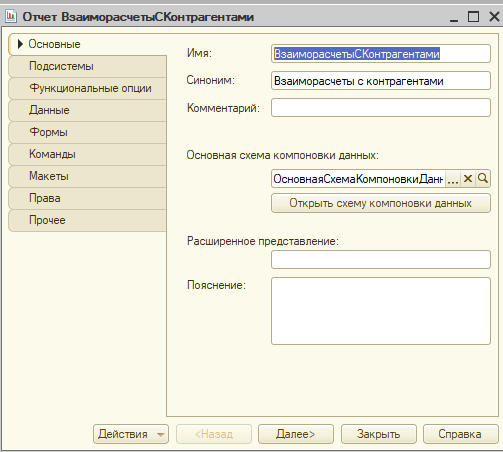 Отчет ВзаиморасчетыСКонтрагентами
Основные
Подсистемы
Функциональные опции
Данные
Формы
Команды
Макеты
Права
Прочее
Имя: ВзаиморасчетыСКонтрагентами
Синоним: Взаиморасчеты с контрагентами
Комментарий:
Основная схема компоновки данных:
ОсновнаяСхемаКомпоновкиДанн ...
Открыть схему компоновки данных
Расширенное представление:
Пояснение:
Действия <Назад Далее> Закрыть Справка